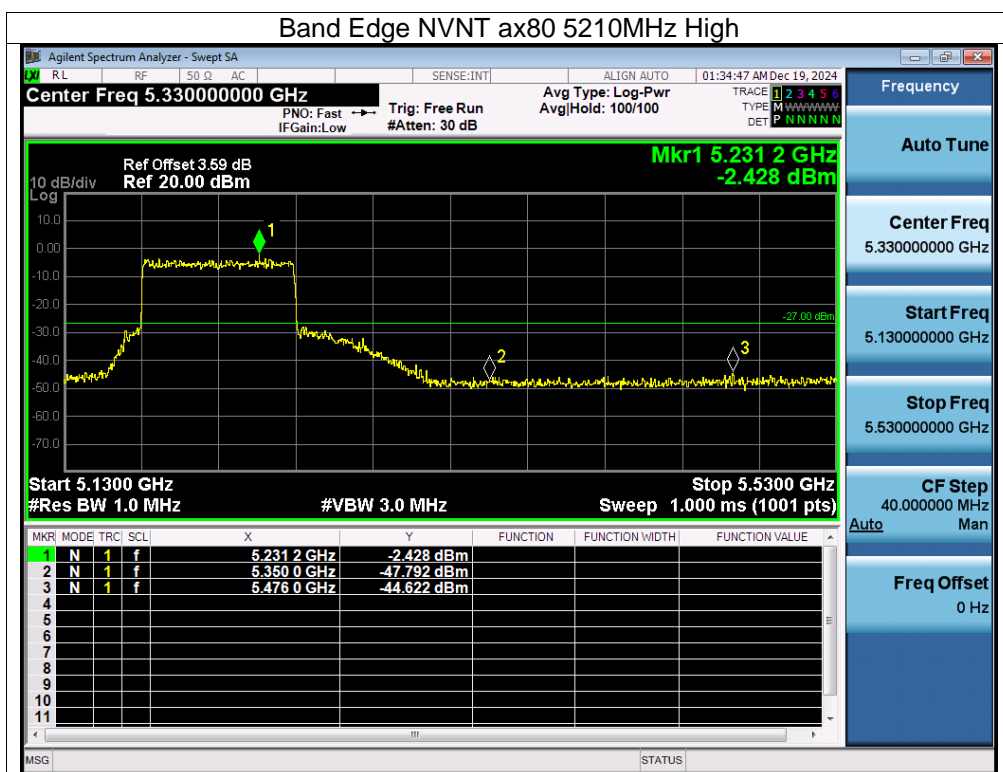 Band Edge NVNT ax80 5210MHz High
Agilent Spectrum Analyzer - Swept SA
LXI RL RF 50 Ω AC SENSE:INT ALIGN AUTO 01:34:47 AM Dec 19, 2024
Center Freq 5.330000000 GHz
PNO: Fast
IFGain:Low
Trig: Free Run
#Atten: 30 dB
Avg Type: Log-Pwr
Avg|Hold: 100/100
TRACE 1 2 3 4 5 6
TYPE M WWWWW
DET P N N N N N
Mkr1 5.231 2 GHz
-2.428 dBm
Ref Offset 3.59 dB
10 dB/div Ref 20.00 dBm
Log
10.0
0.00
-10.0
-20.0
-30.0
-40.0
-50.0
-60.0
-70.0
1
2
3
-27.00 dBm
Start 5.1300 GHz Stop 5.5300 GHz
#Res BW 1.0 MHz #VBW 3.0 MHz Sweep 1.000 ms (1001 pts)
MKR MODE TRC SCL X Y FUNCTION FUNCTION WIDTH FUNCTION VALUE
1 N 1 f 5.231 2 GHz -2.428 dBm
2 N 1 f 5.350 0 GHz -47.792 dBm
3 N 1 f 5.476 0 GHz -44.622 dBm
4
5
6
7
8
9
10
11
MSG STATUS
Frequency
Auto Tune
Center Freq
5.330000000 GHz
Start Freq
5.130000000 GHz
Stop Freq
5.530000000 GHz
CF Step
40.000000 MHz
Auto Man
Freq Offset
0 Hz